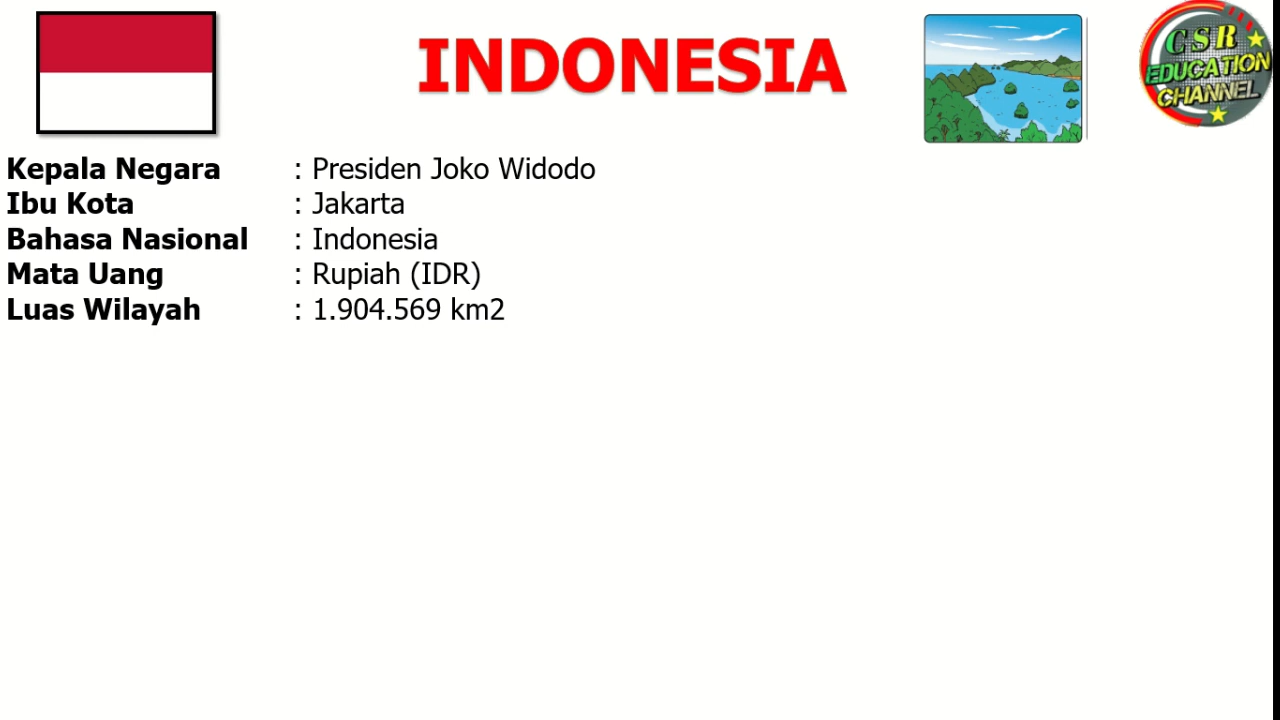 INDONESIA
CSR
EDUCATION
CHANNEL
Kepala Negara : Presiden Joko Widodo
Ibu Kota : Jakarta
Bahasa Nasional : Indonesia
Mata Uang : Rupiah (IDR)
Luas Wilayah : 1.904.569 km2